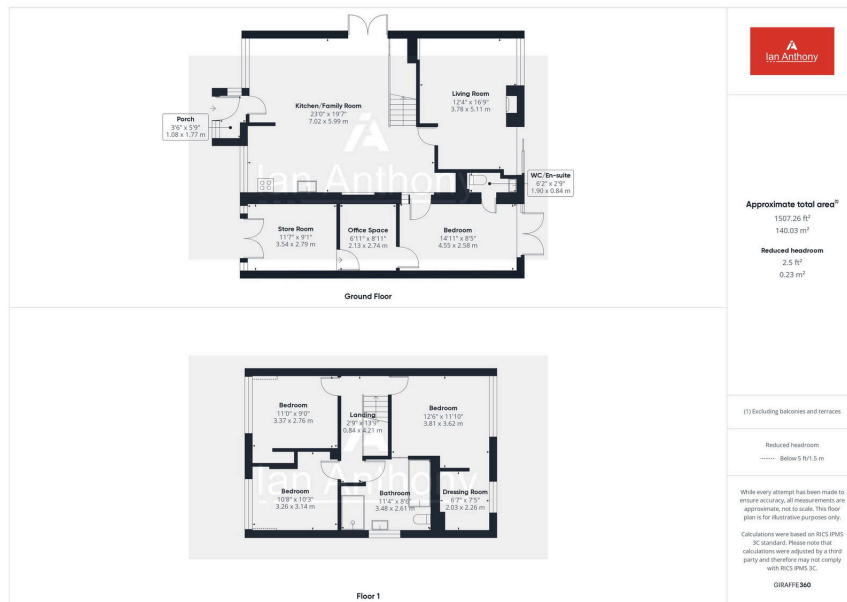 Kitchen/Family Room
23'0" x 19'7"
7.02 x 5.99 m
Living Room
12'4" x 16'9"
3.78 x 5.11 m
Porch
3'6" x 5'9"
1.08 x 1.77 m
WC/En-suite
6'2" x 2'9"
1.90 x 0.84 m
Ian Anthony
Store Room
11'7" x 9'1"
3.54 x 2.79 m
Office Space
6'11" x 8'11"
2.13 x 2.74 m
Bedroom
14'11" x 8'5"
4.55 x 2.58 m
Ground Floor
Bedroom
11'0" x 9'0"
3.37 x 2.76 m
Landing
2'9" x 13'9"
0.84 x 4.21 m
Bedroom
12'6" x 11'10"
3.81 x 3.62 m
Ian Anthony
Bedroom
10'8" x 10'3"
3.26 x 3.14 m
Bathroom
11'4" x 8'6"
3.48 x 2.61 m
Dressing Room
6'7" x 7'5"
2.03 x 2.26 m
Floor 1
Ian Anthony
Approximate total area(1)
1507.26 ft²
140.03 m²
Reduced headroom
2.5 ft²
0.23 m²
(1) Excluding balconies and terraces
Reduced headroom
Below 5 ft/1.5 m
While every attempt has been made to
ensure accuracy, all measurements are
approximate, not to scale. This floor
plan is for illustrative purposes only.
Calculations were based on RICS IPMS
3C standard. Please note that
calculations were adjusted by a third
party and therefore may not comply
with RICS IPMS 3C.
GIRAFFE360